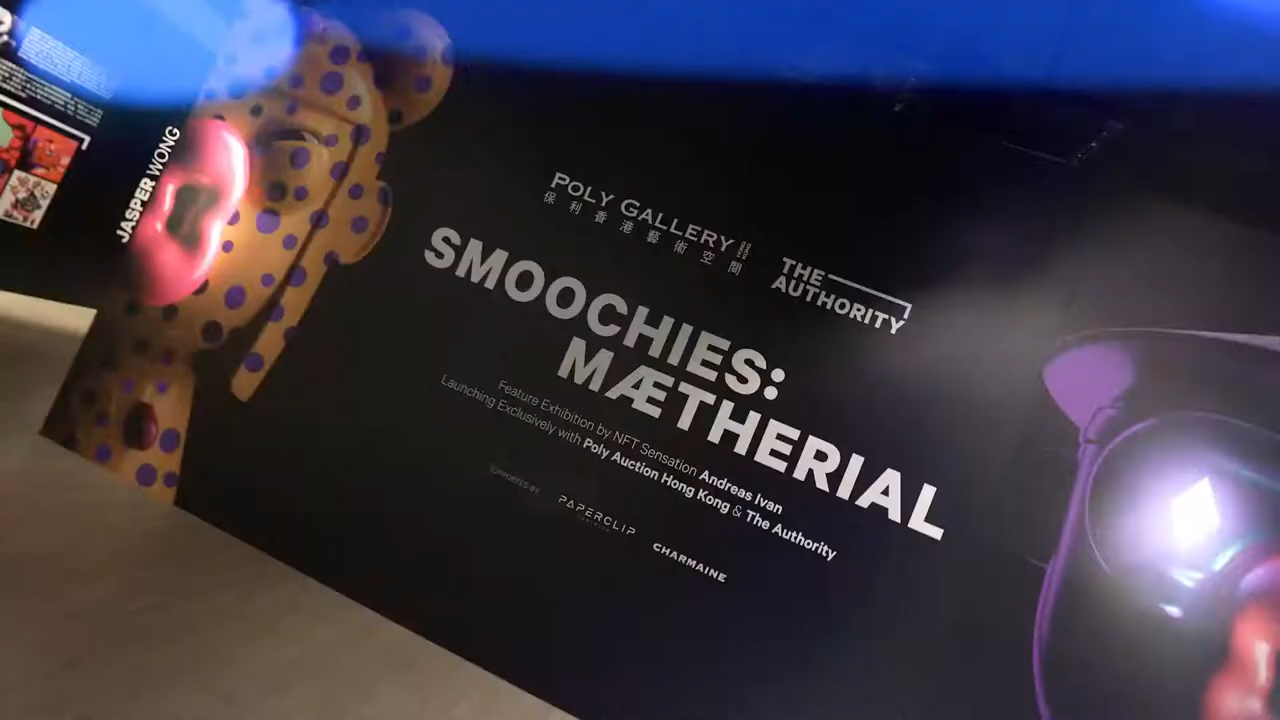 JASPER WONG
POLY GALLERY
保利香港藝術空間
THE
AUTHORITY
SMOOCHIES:
MÆTHERIAL
Feature Exhibition by NFT Sensation Andreas Ivan
Launching Exclusively with Poly Auction Hong Kong & The Authority
SUPPORTED BY
PAPERCLIP
CHARMAINE